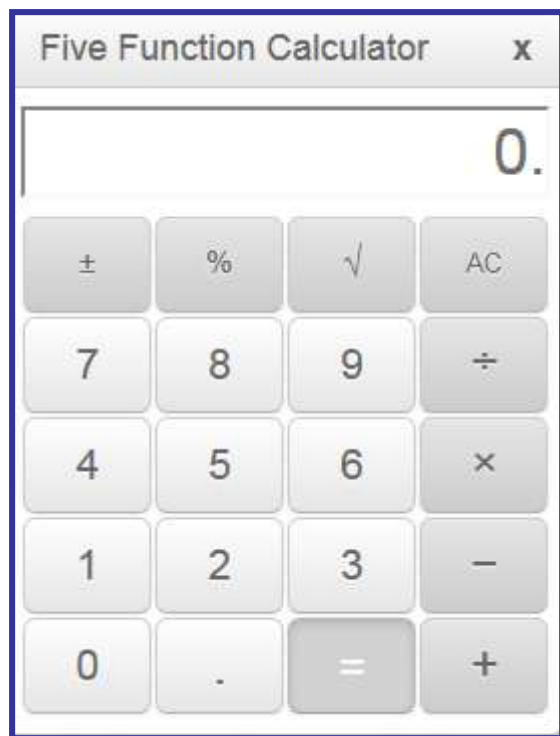 Five Function Calculator x
0.
± % √ AC
7 8 9 ÷
4 5 6 ×
1 2 3 −
0 . = +